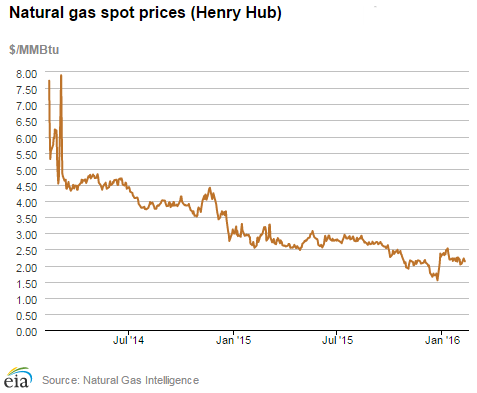 Natural gas spot prices (Henry Hub)
$/MMBtu
8.00
7.50
7.00
6.50
6.00
5.50
5.00
4.50
4.00
3.50
3.00
2.50
2.00
1.50
1.00
0.50
0.00
Jul '14
Jan '15
Jul '15
Jan '16
eia
Source: Natural Gas Intelligence